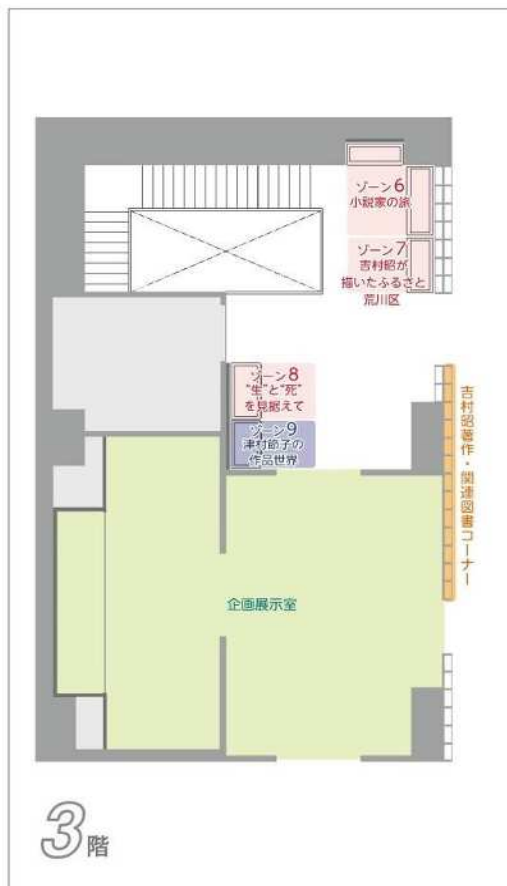 ゾーン6
小説家の旅
ゾーン7
吉村昭が
描いたふるさと
荒川区
ゾーン8
“生”と“死”
を見据えて
ゾーン9
津村節子の
作品世界
吉村昭著作・関連図書コーナー
企画展示室
3階